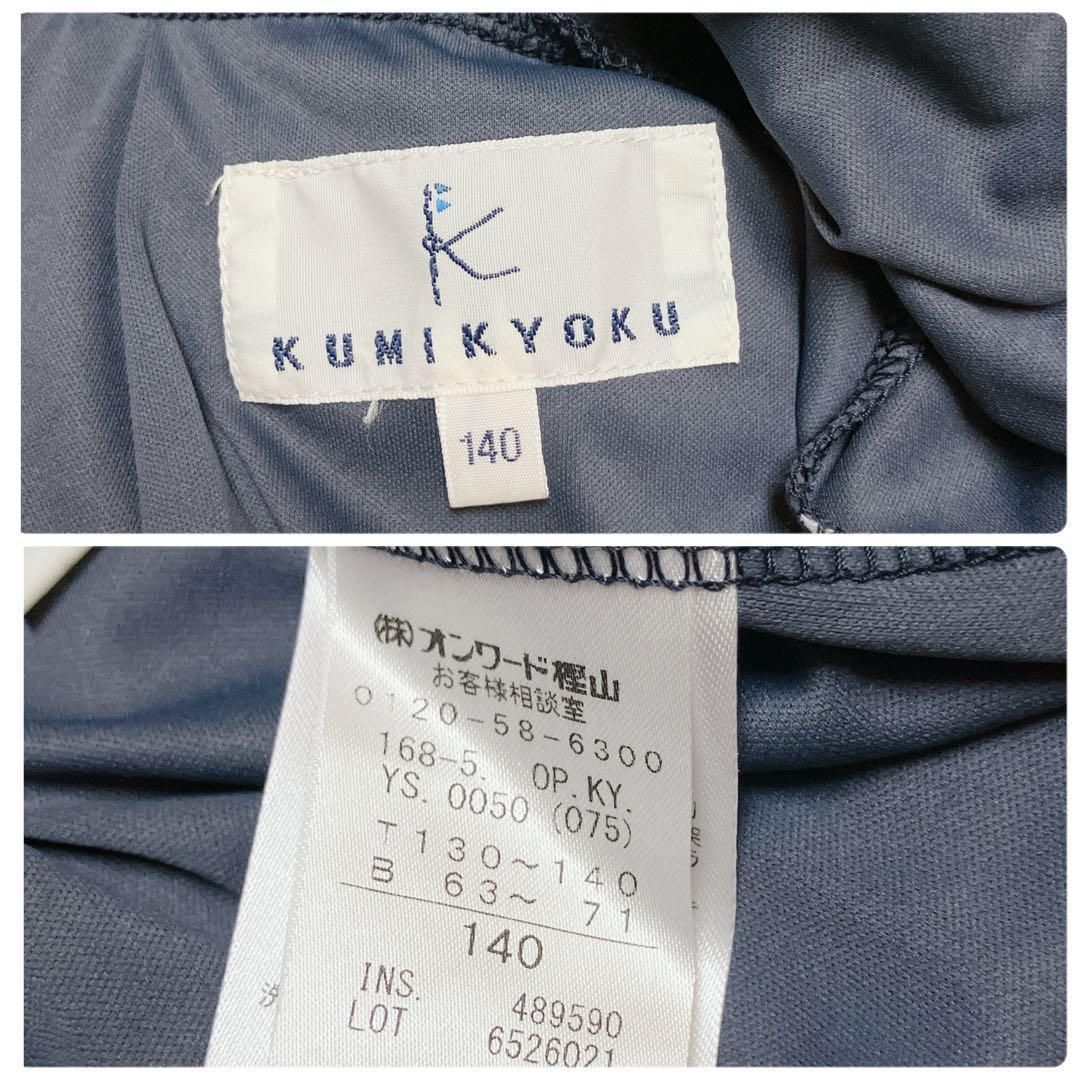 KUMIKYOKU
140
(株)オンワード樫山
お客様相談室
0120-58-6300
168-5. OP.KY.
YS. 0050 (075)
T 130～140
B 63～ 71
140
INS. 489590
LOT 6526021